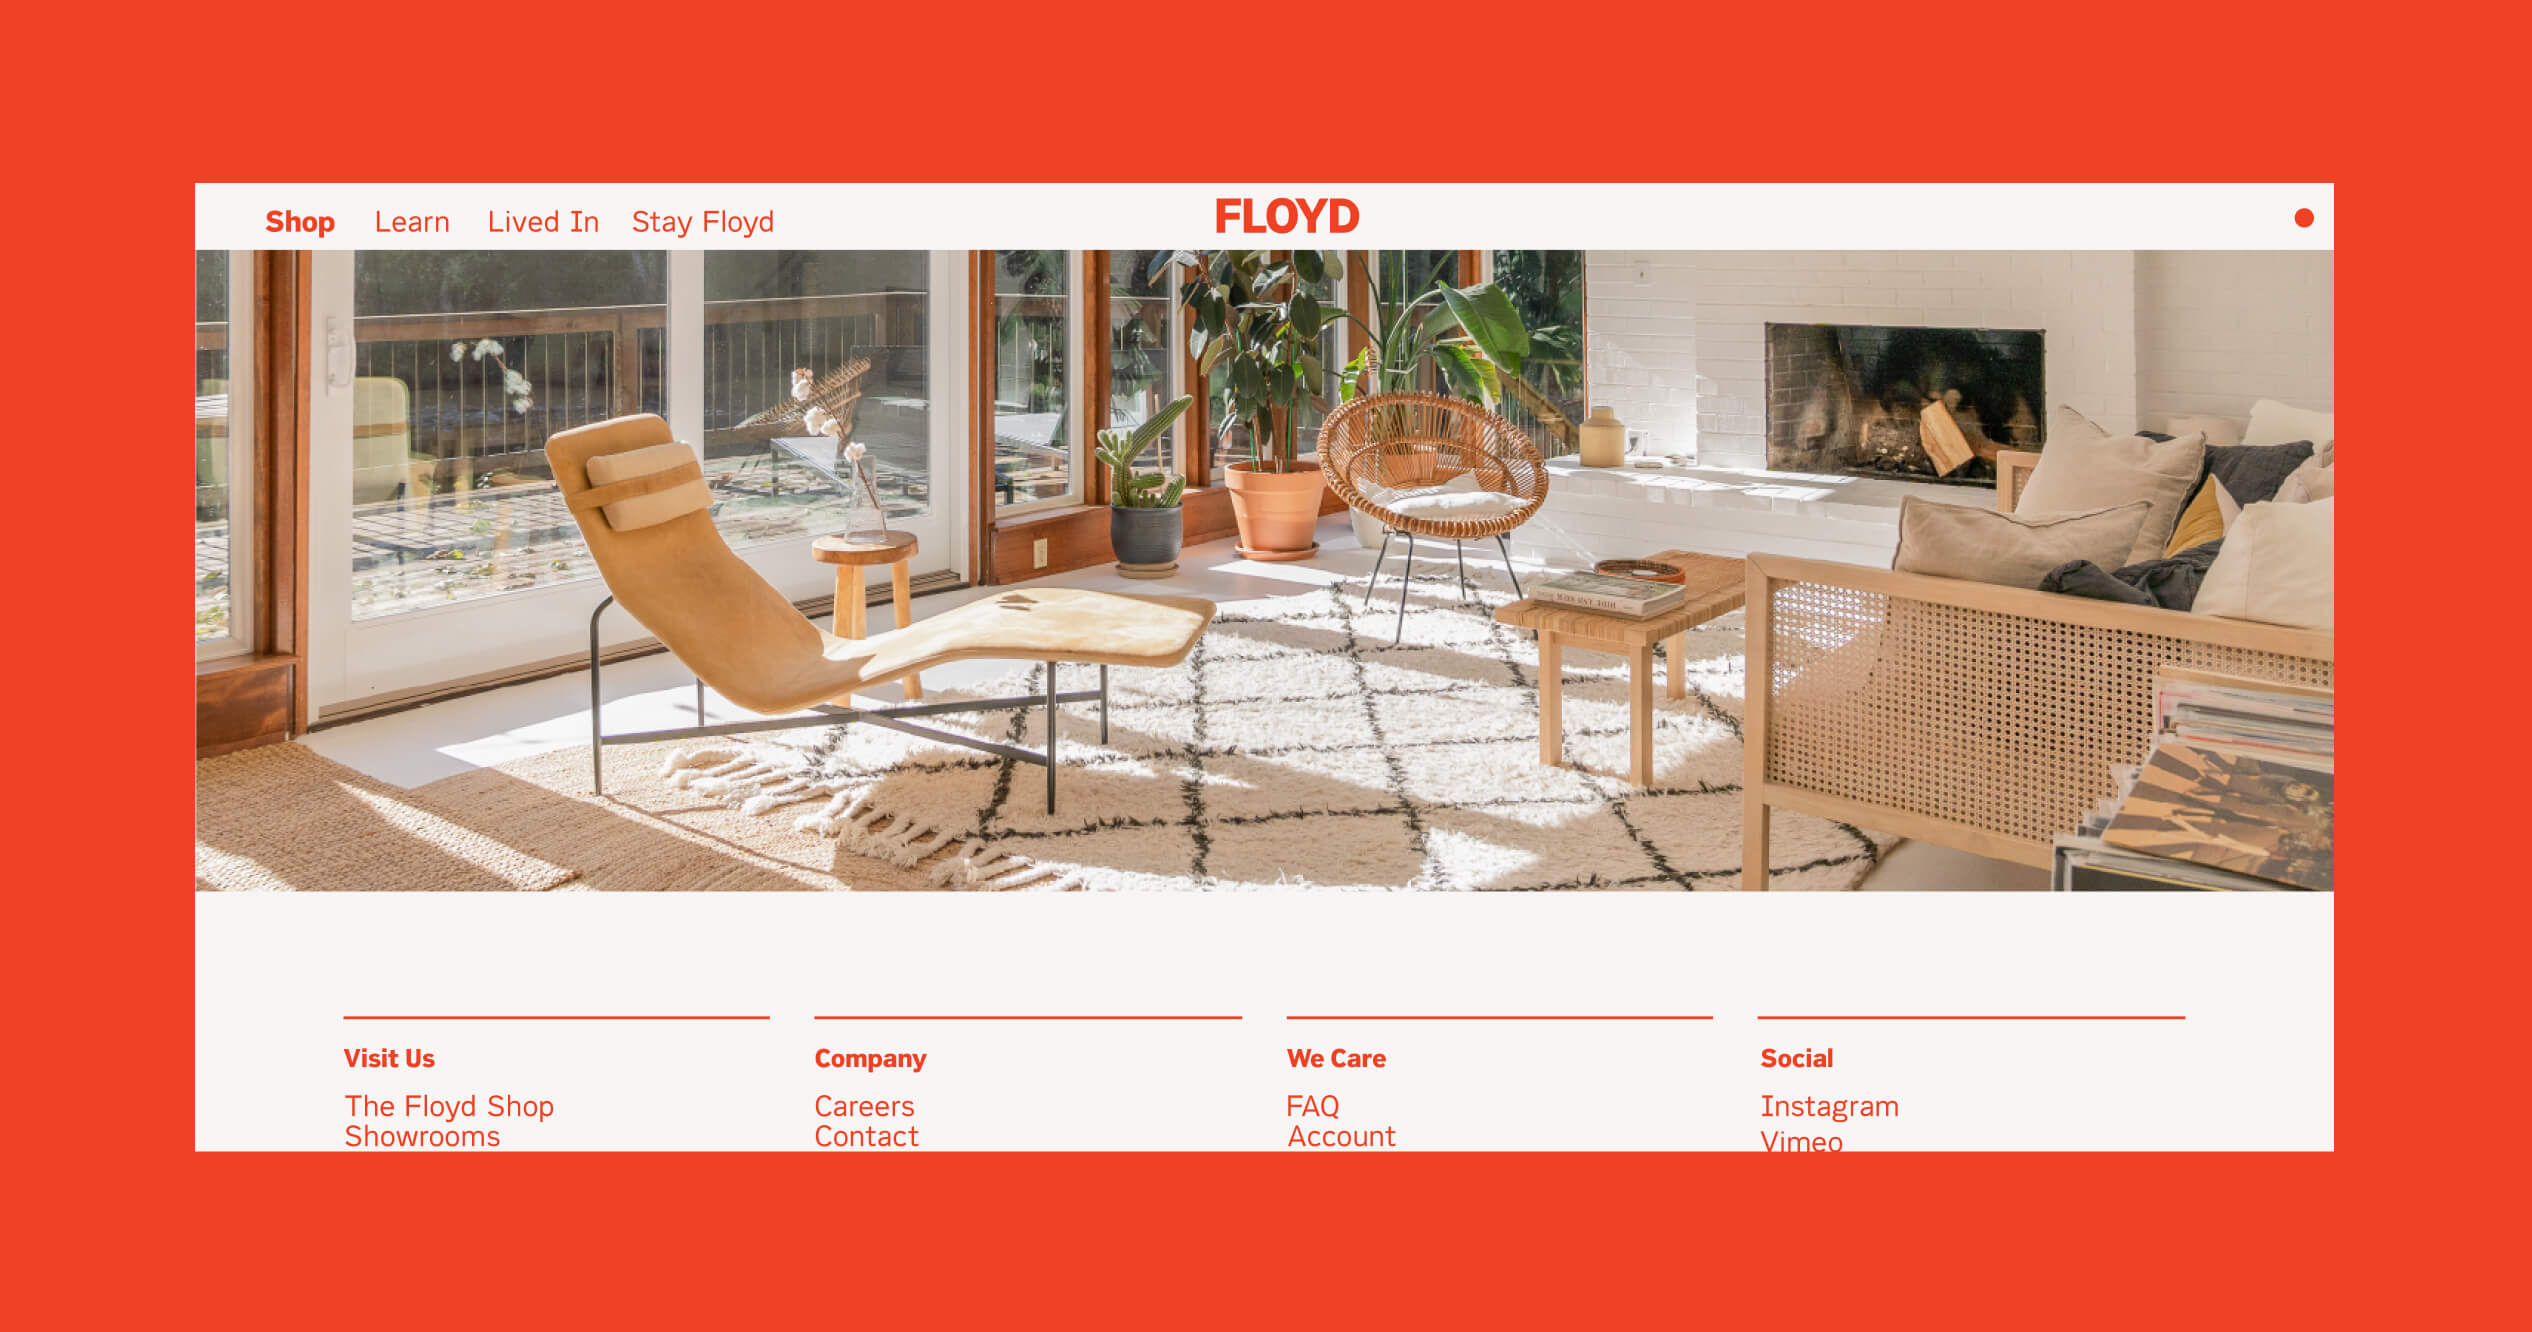 Shop Learn Lived In Stay Floyd FLOYD
Visit Us
The Floyd Shop
Showrooms
Company
Careers
Contact
We Care
FAQ
Account
Social
Instagram
Vimeo